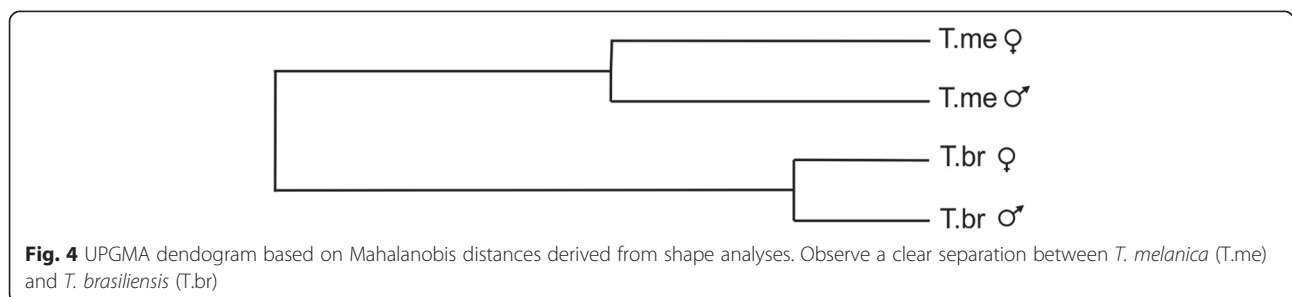 T.me ♀
T.me ♂
T.br ♀
T.br ♂
Fig. 4 UPGMA dendogram based on Mahalanobis distances derived from shape analyses. Observe a clear separation between T. melanica (T.me)
and T. brasiliensis (T.br)